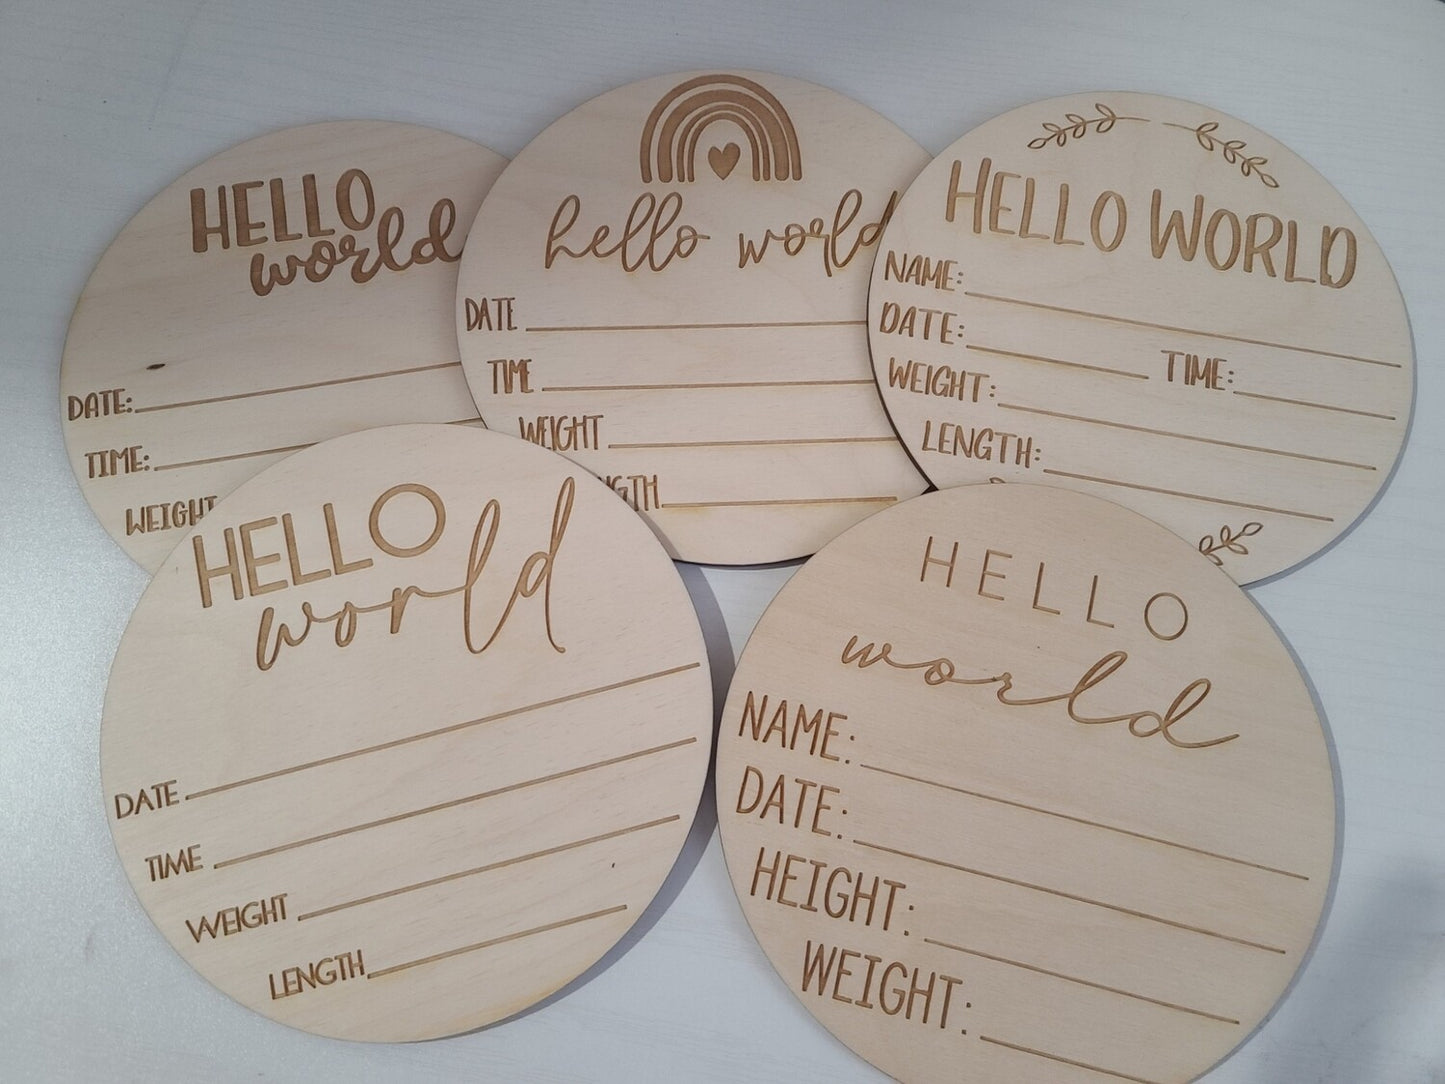 HELLO
world
DATE:
TIME:
WEIGHT
hello world
DATE
TIME
WEIGHT
HELLO WORLD
NAME:
DATE: TIME:
WEIGHT:
LENGTH:
HELLO
world
DATE
TIME
WEIGHT
LENGTH
HELLO
world
NAME:
DATE:
HEIGHT:
WEIGHT: